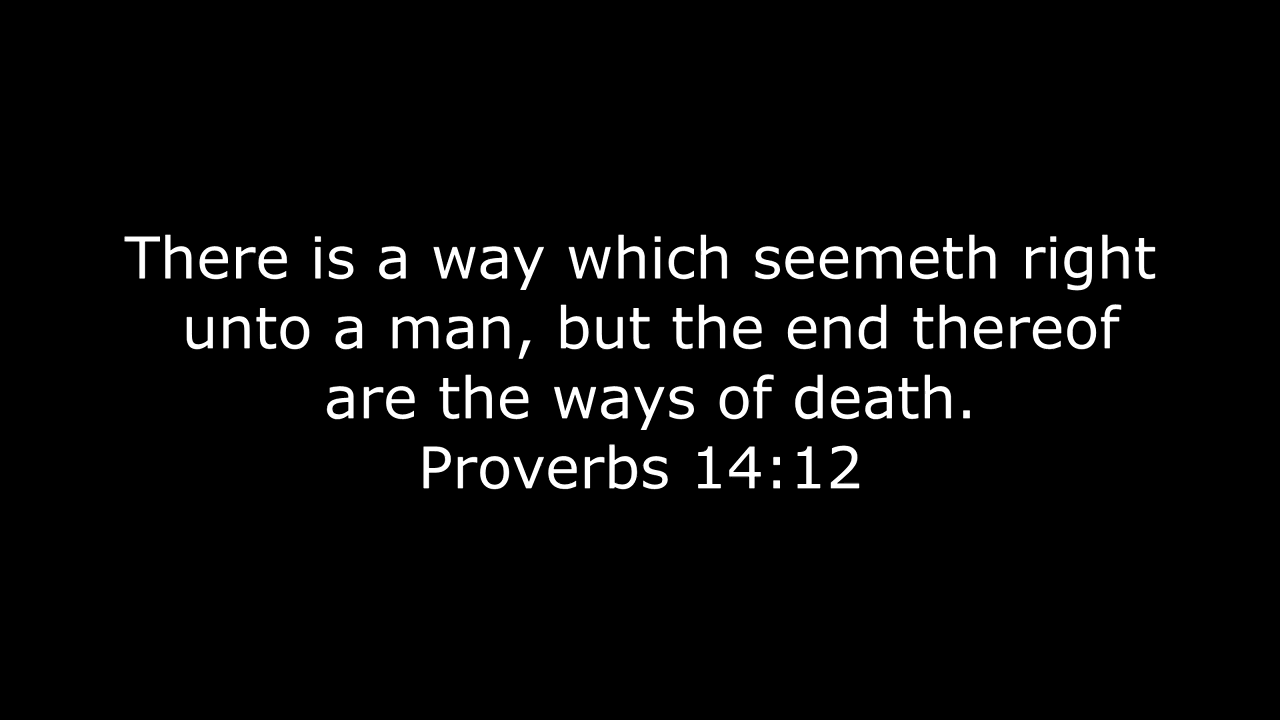 There is a way which seemeth right
unto a man, but the end thereof
are the ways of death.
Proverbs 14:12